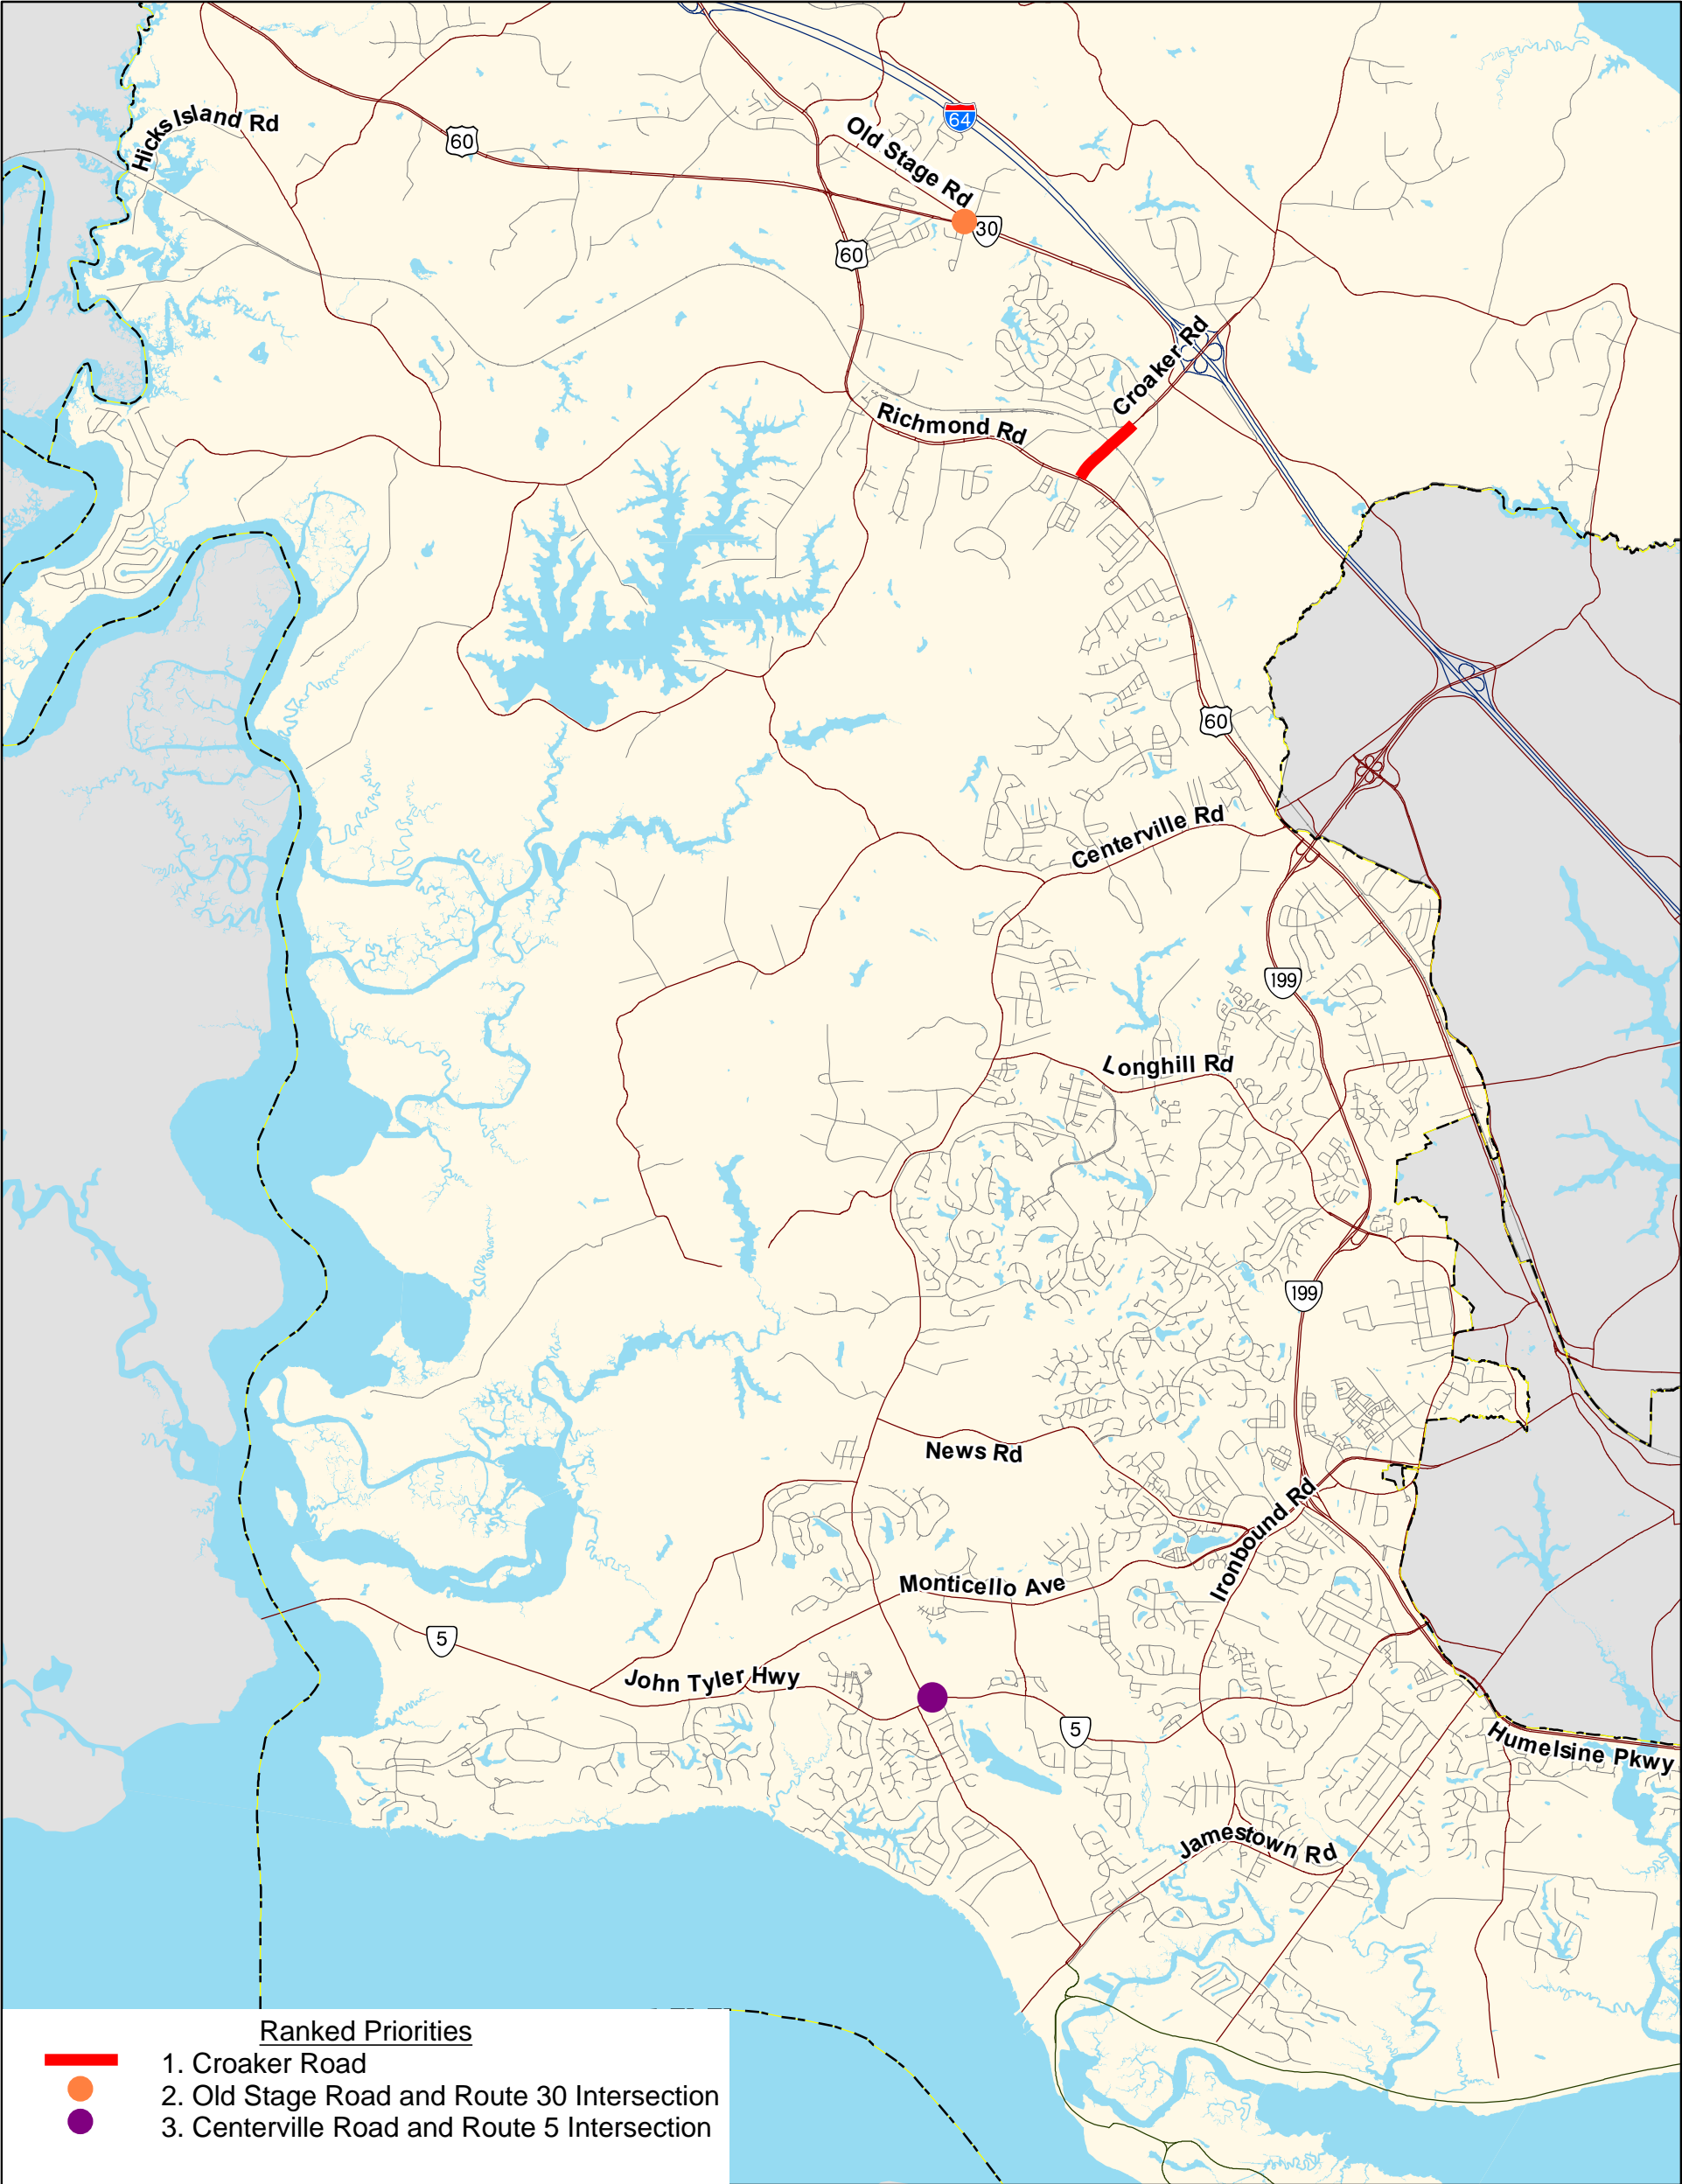 Hicks Island Rd
60
64
Old Stage Rd
30
60
Croaker Rd
Richmond Rd
60
Centerville Rd
199
Longhill Rd
199
News Rd
Ironbound Rd
Monticello Ave
5
John Tyler Hwy
5
Humelsine Pkwy
Jamestown Rd
Ranked Priorities
1. Croaker Road
2. Old Stage Road and Route 30 Intersection
3. Centerville Road and Route 5 Intersection